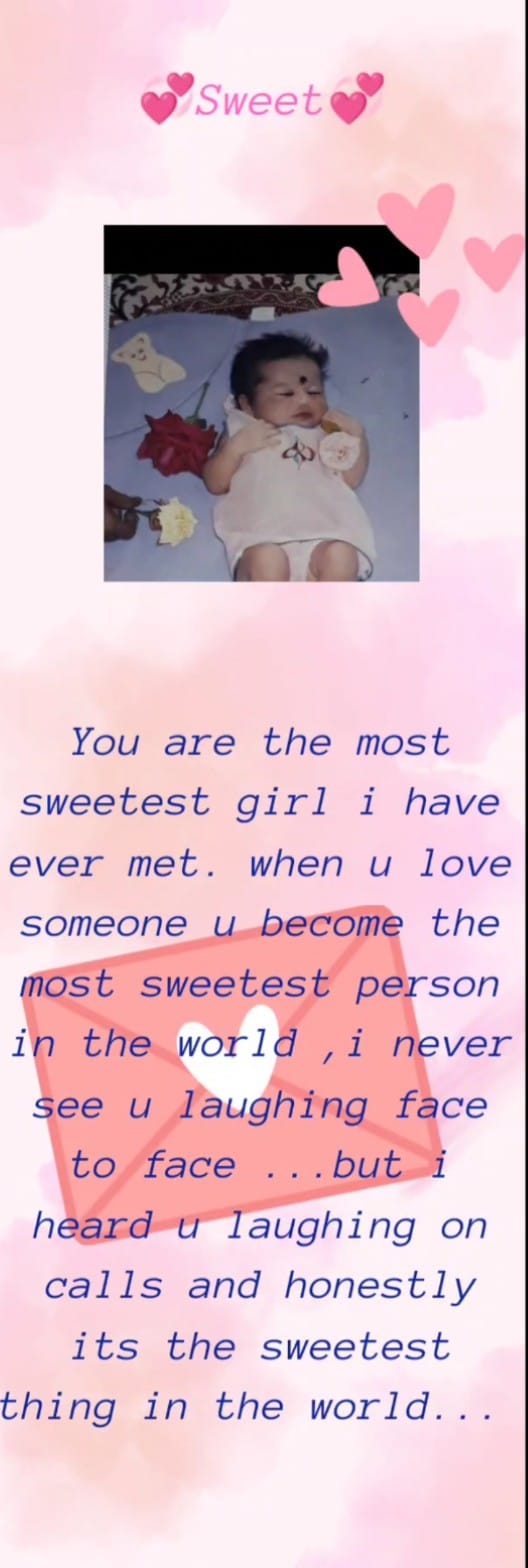 💕Sweet💕
You are the most
sweetest girl i have
ever met. when u love
someone u become the
most sweetest person
in the world ,i never
see u laughing face
to face ...but i
heard u laughing on
calls and honestly
its the sweetest
thing in the world...